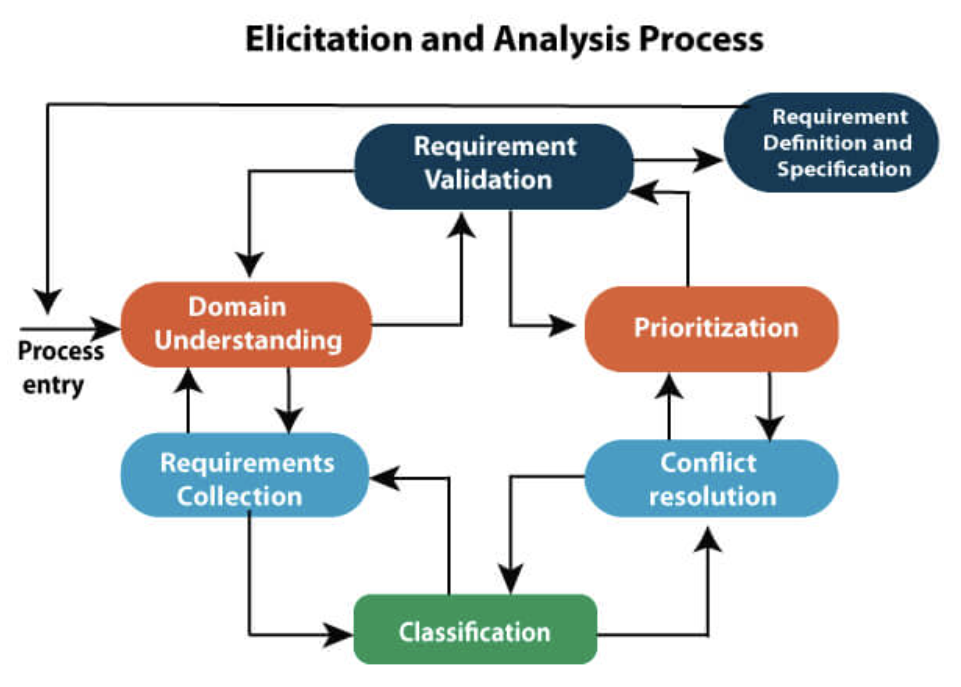 Elicitation and Analysis Process
Requirement
Definition and
Specification
Requirement
Validation
Domain
Understanding
Prioritization
Process
entry
Requirements
Collection
Conflict
resolution
Classification